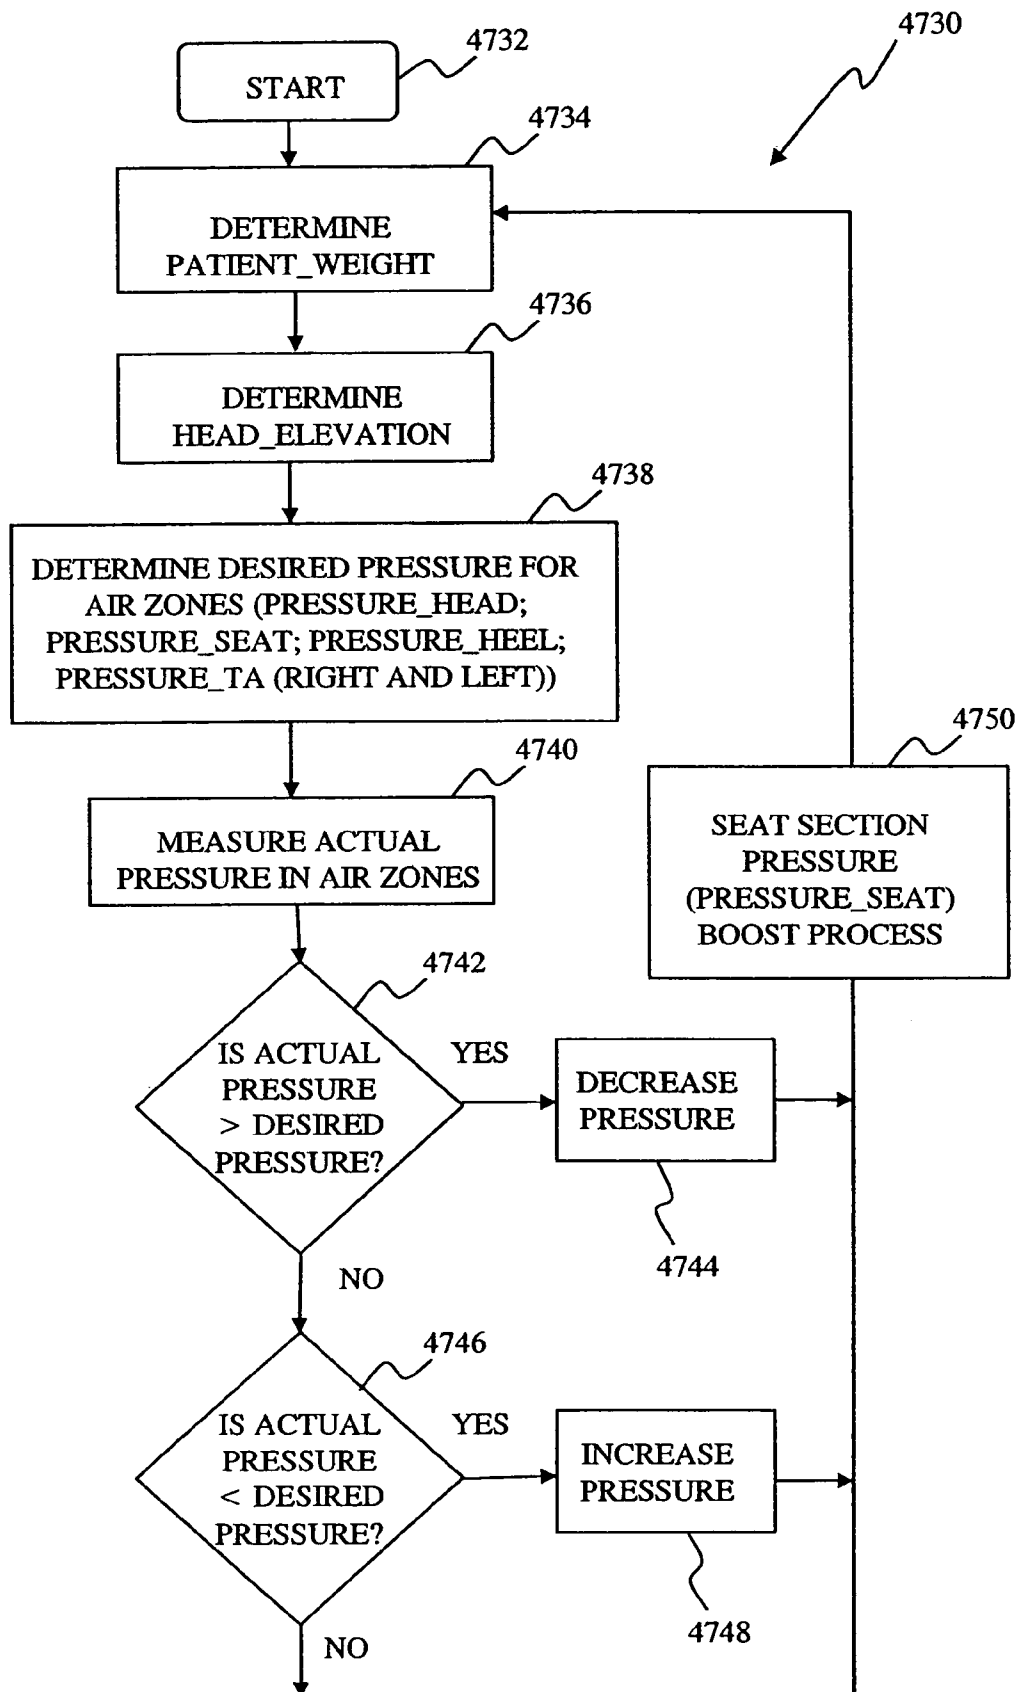 4730
4732
START
4734
DETERMINE
PATIENT_WEIGHT
4736
DETERMINE
HEAD_ELEVATION
4738
DETERMINE DESIRED PRESSURE FOR
AIR ZONES (PRESSURE_HEAD;
PRESSURE_SEAT; PRESSURE_HEEL;
PRESSURE_TA (RIGHT AND LEFT))
4740
MEASURE ACTUAL
PRESSURE IN AIR ZONES
4750
SEAT SECTION
PRESSURE
(PRESSURE_SEAT)
BOOST PROCESS
4742
IS ACTUAL
PRESSURE
> DESIRED
PRESSURE?
YES
DECREASE
PRESSURE
4744
NO
4746
IS ACTUAL
PRESSURE
< DESIRED
PRESSURE?
YES
INCREASE
PRESSURE
4748
NO